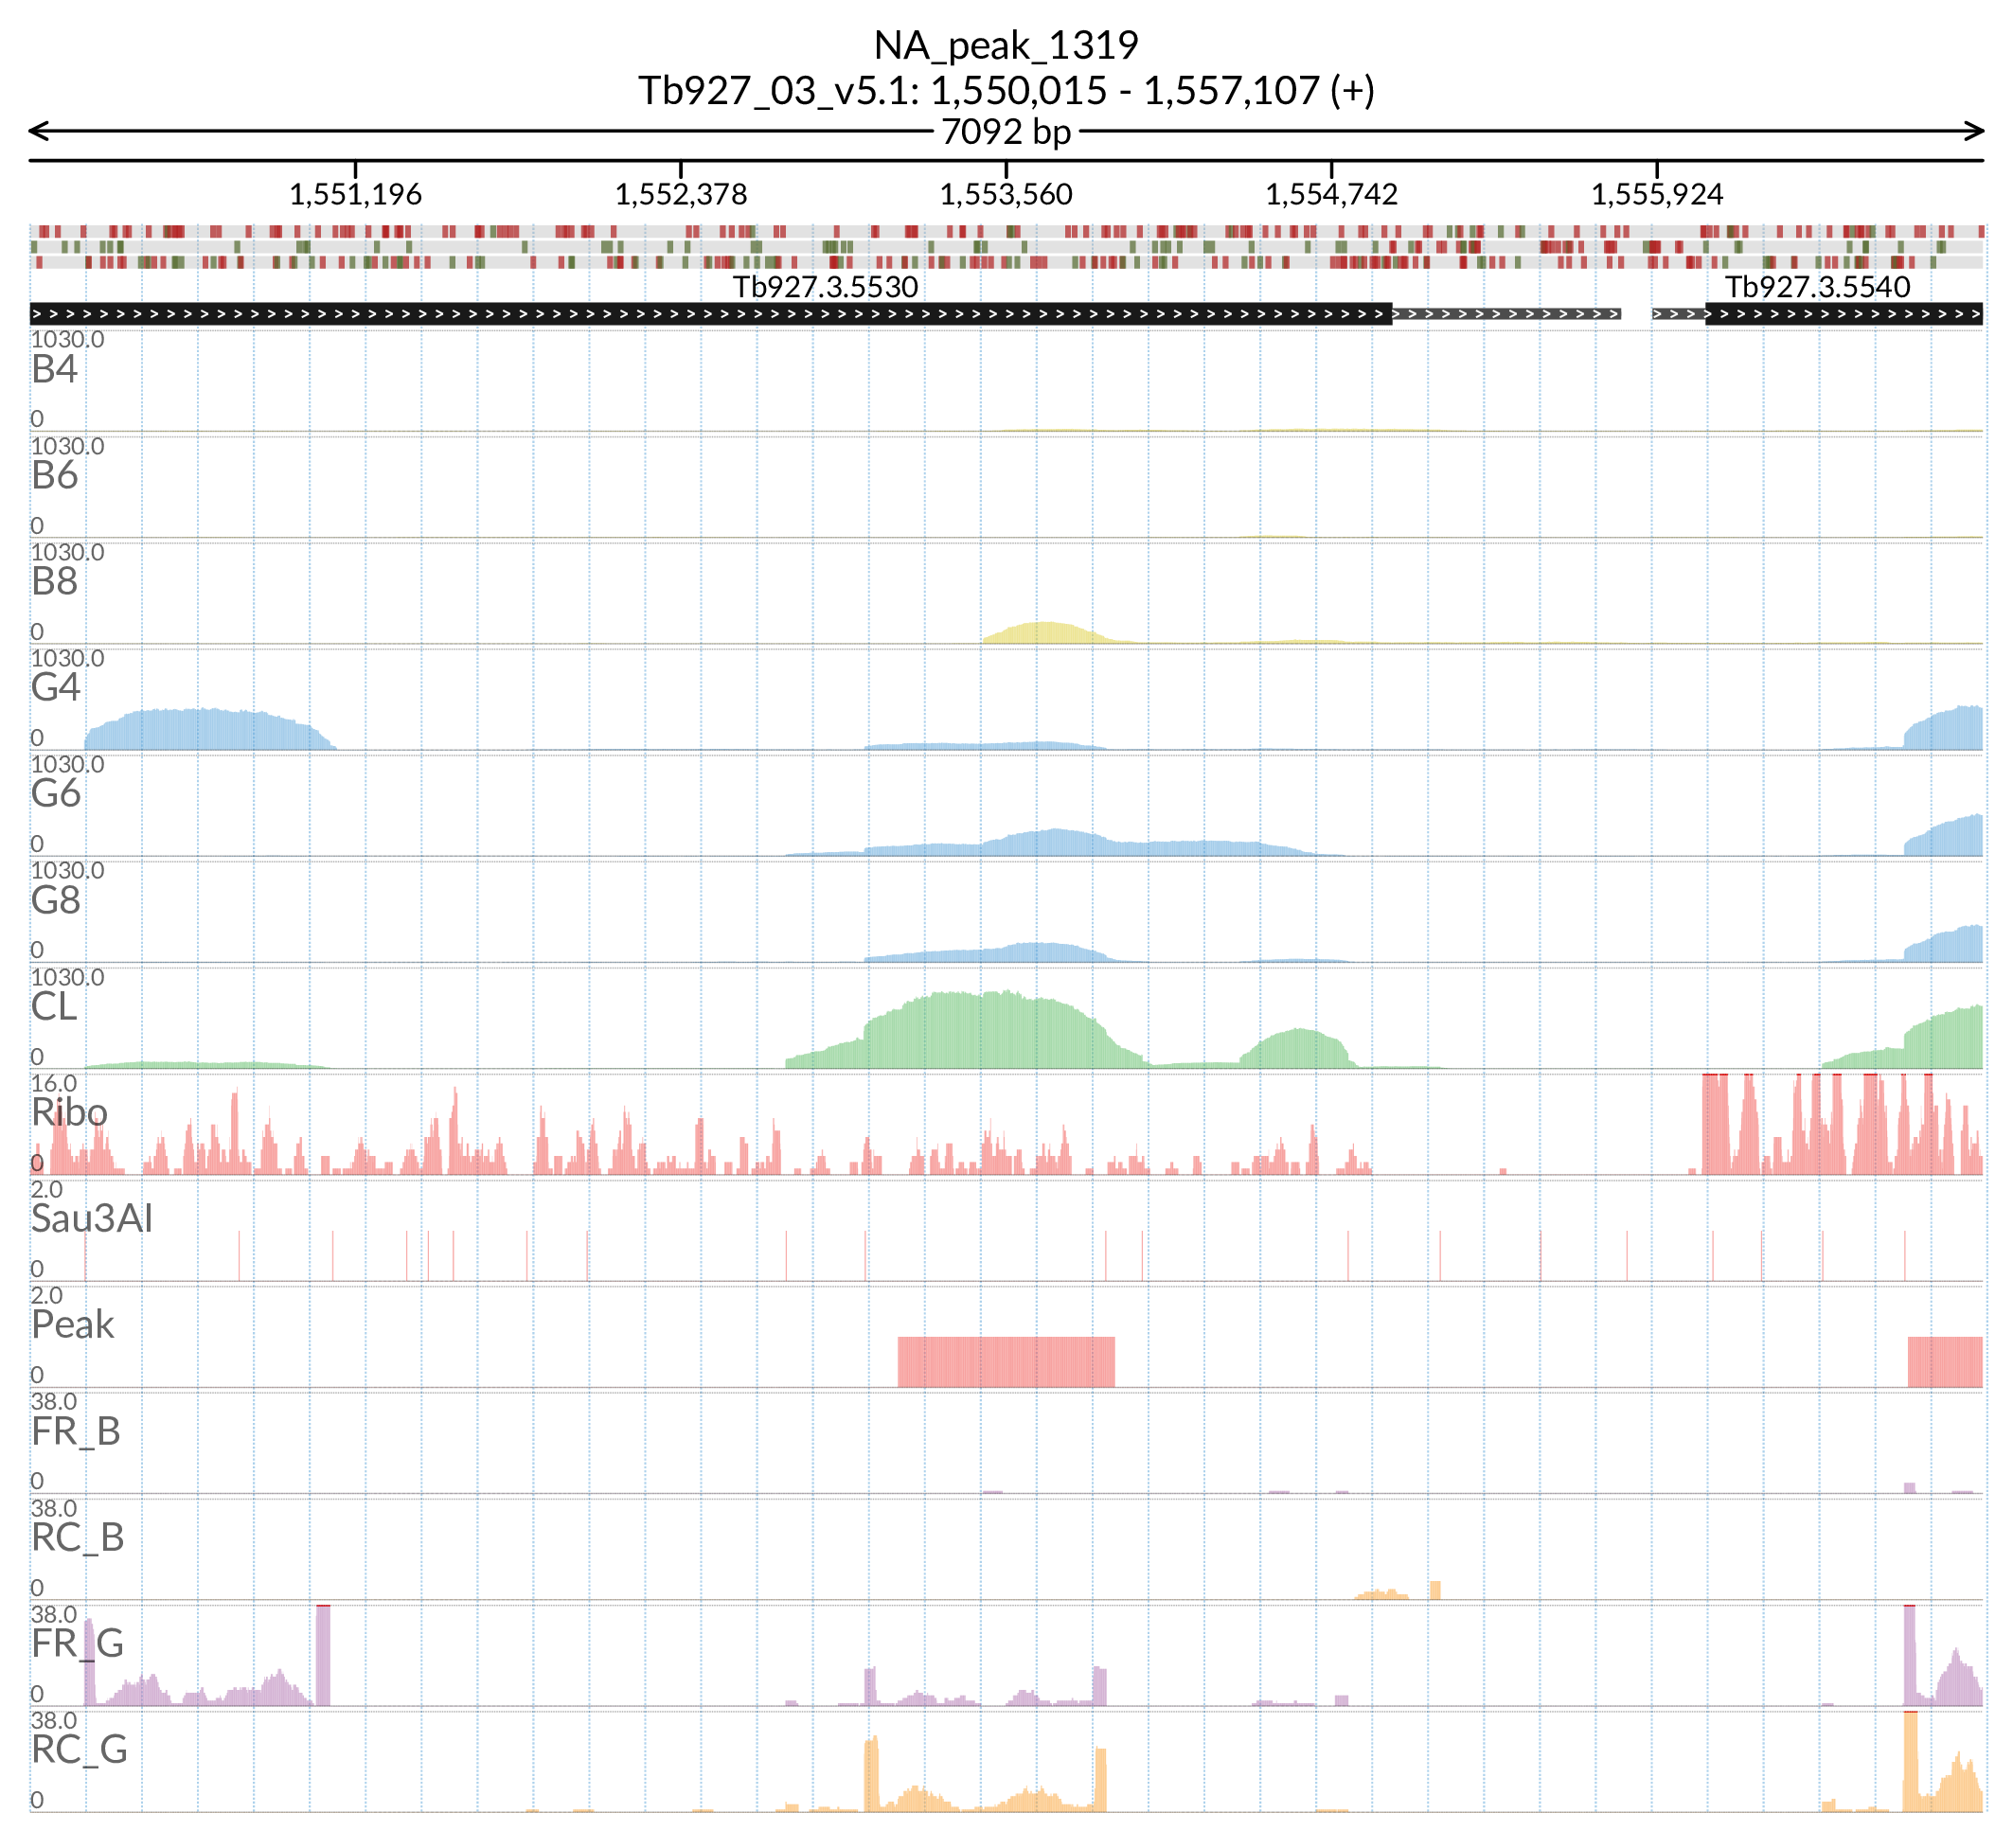 NA_peak_1319
Tb927_03_v5.1: 1,550,015 - 1,557,107 (+)
7092 bp
1,551,196 1,552,378 1,553,560 1,554,742 1,555,924
Tb927.3.5530 Tb927.3.5540
1030.0
B4
0
1030.0
B6
0
1030.0
B8
0
1030.0
G4
0
1030.0
G6
0
1030.0
G8
0
1030.0
CL
0
16.0
Ribo
0
2.0
Sau3AI
0
2.0
Peak
0
38.0
FR_B
0
38.0
RC_B
0
38.0
FR_G
0
38.0
RC_G
0